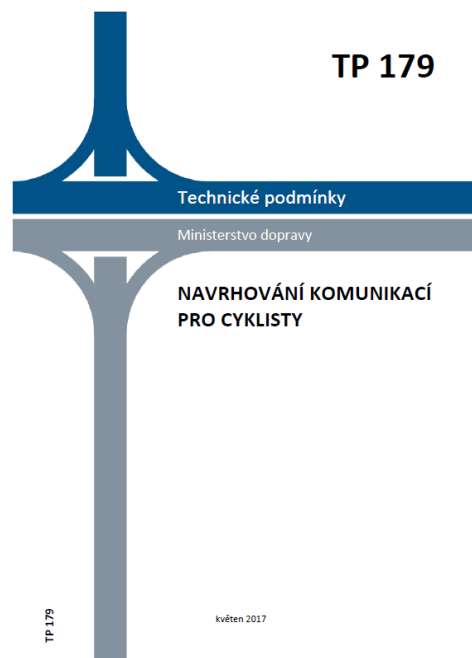 TP 179
Technické podmínky
Ministerstvo dopravy
NAVRHOVÁNÍ KOMUNIKACÍ
PRO CYKLISTY
TP 179
květen 2017